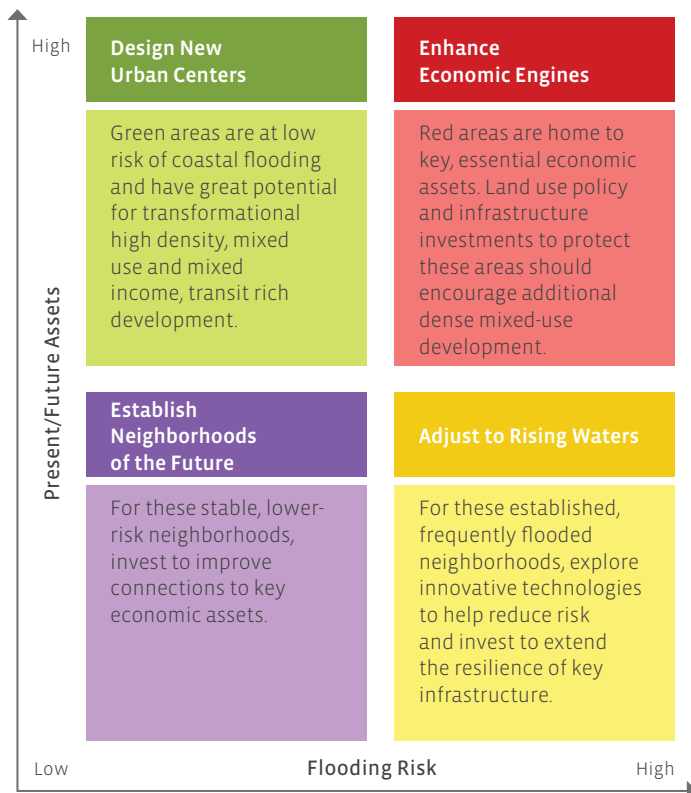 High
Design New
Urban Centers
Green areas are at low
risk of coastal flooding
and have great potential
for transformational
high density, mixed
use and mixed
income, transit rich
development.
Enhance
Economic Engines
Red areas are home to
key, essential economic
assets. Land use policy
and infrastructure
investments to protect
these areas should
encourage additional
dense mixed-use
development.
Present/Future Assets
Establish
Neighborhoods
of the Future
For these stable, lower-
risk neighborhoods,
invest to improve
connections to key
economic assets.
Adjust to Rising Waters
For these established,
frequently flooded
neighborhoods, explore
innovative technologies
to help reduce risk
and invest to extend
the resilience of key
infrastructure.
Low
Flooding Risk
High